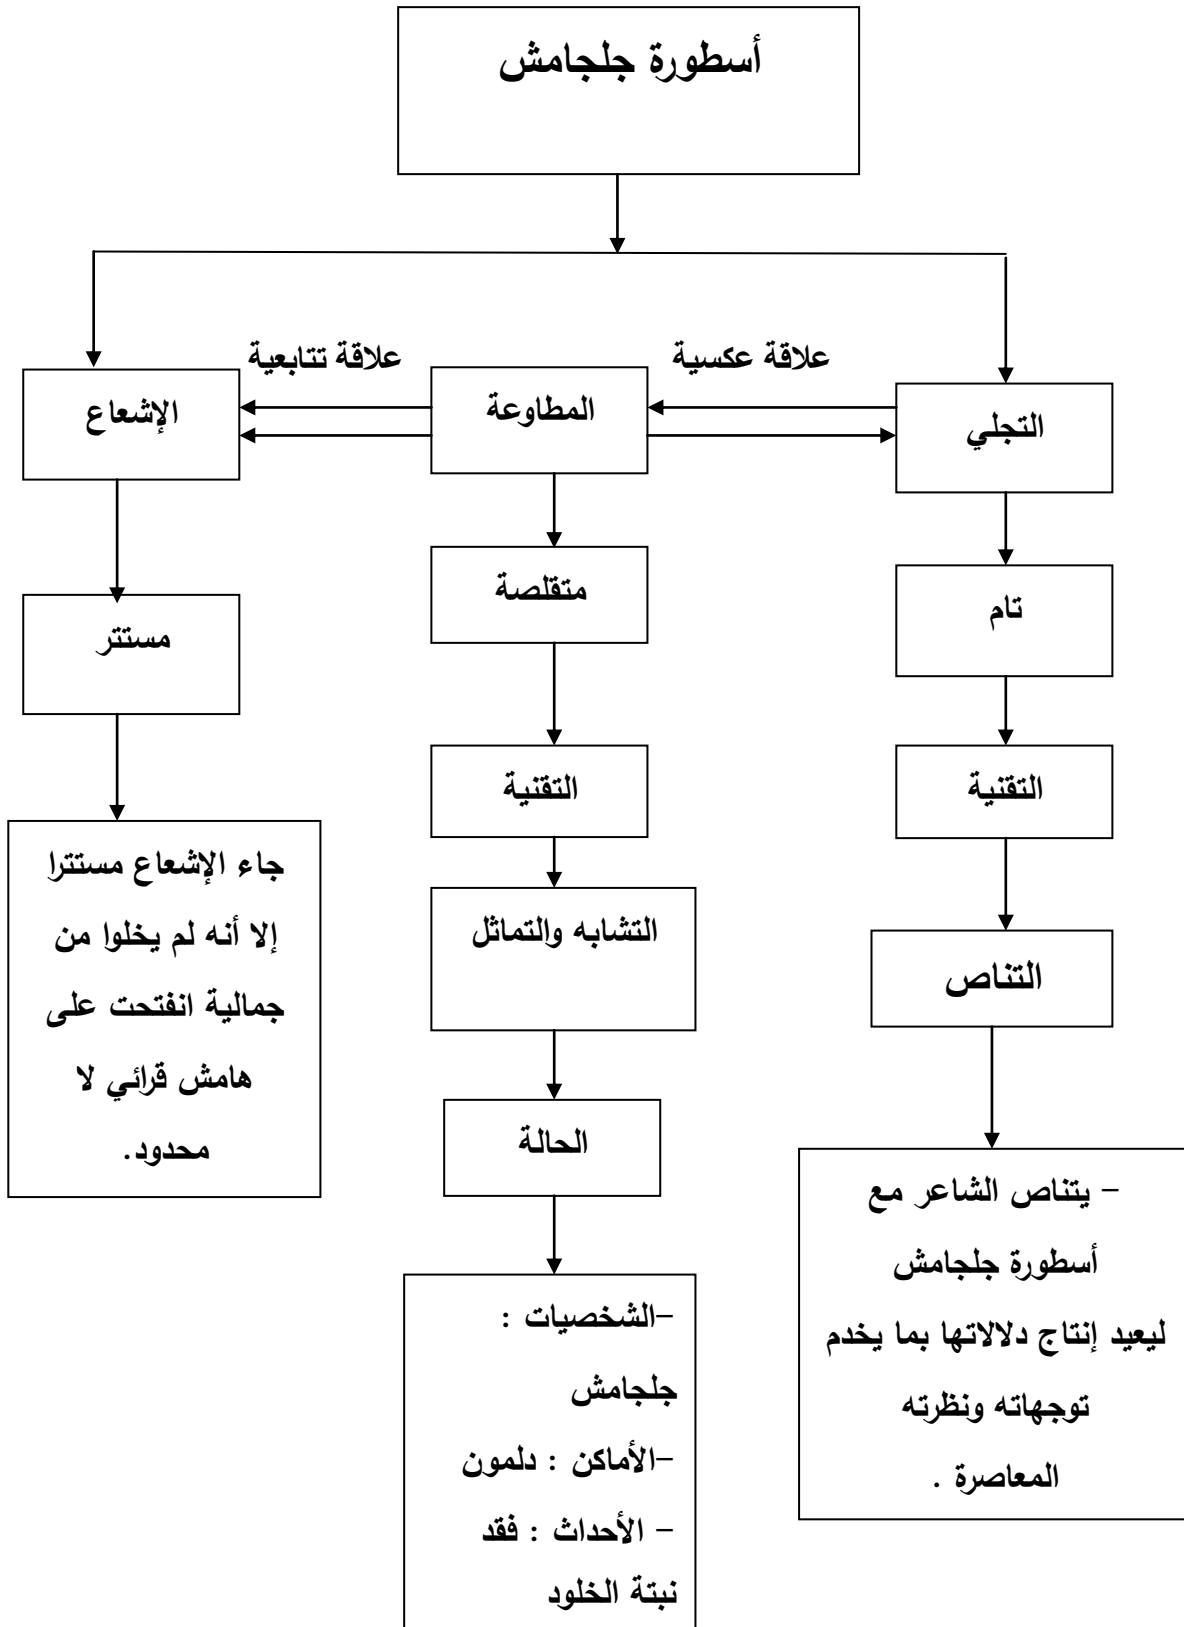 أسطورة جلجامش
علاقة عكسية
علاقة تتابعية
التجلي
المطاوعة
الإشعاع
تام
متقلصة
مستتر
التقنية
التقنية
التناص
التشابه والتماثل
الحالة
– يتناص الشاعر مع
أسطورة جلجامش
ليعيد إنتاج دلالاتها بما يخدم
توجهاته ونظرته
المعاصرة .
–الشخصيات :
جلجامش
–الأماكن : دلمون
– الأحداث : فقد
نبتة الخلود
جاء الإشعاع مستترا
إلا أنه لم يخلوا من
جمالية انفتحت على
هامش قرائي لا
محدود.